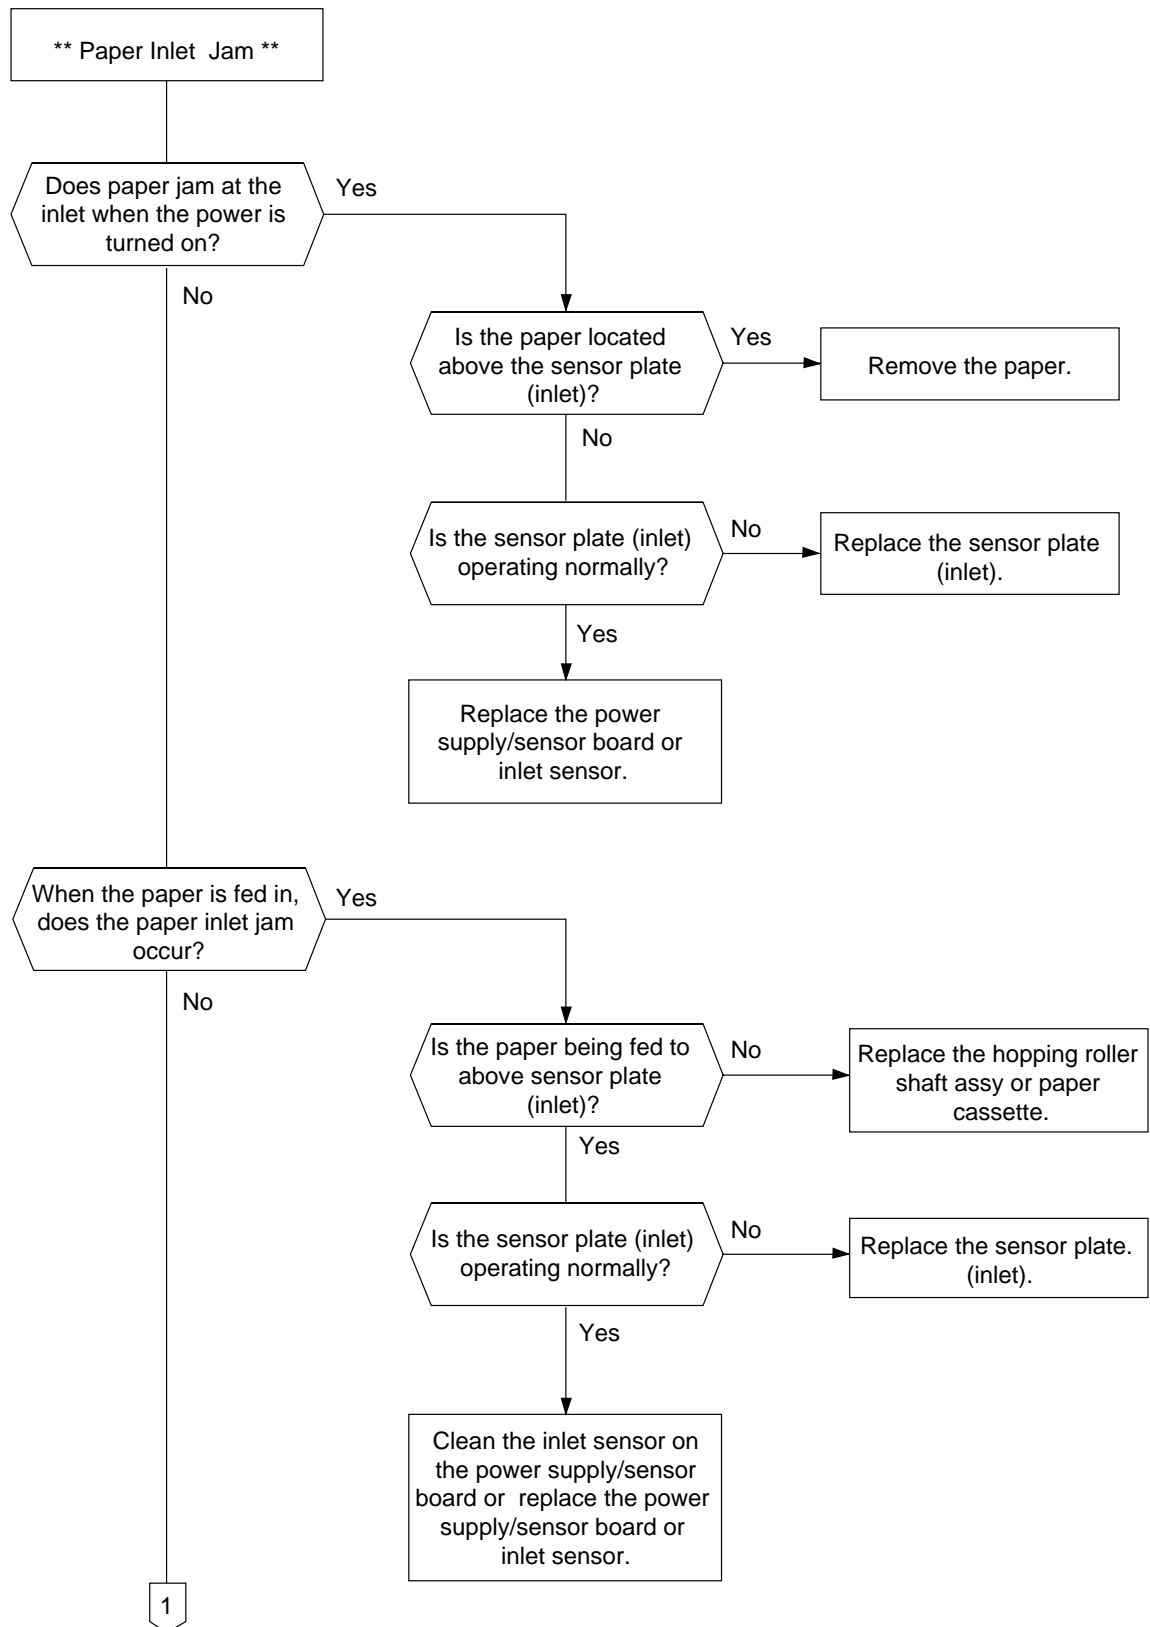 ** Paper Inlet  Jam **
Does paper jam at the
inlet when the power is
turned on?
Yes
No
Is the paper located
above the sensor plate
(inlet)?
Yes
Remove the paper.
No
Is the sensor plate (inlet)
operating normally?
No
Replace the sensor plate
(inlet).
Yes
Replace the power
supply/sensor board or
inlet sensor.
When the paper is fed in,
does the paper inlet jam
occur?
Yes
No
Is the paper being fed to
above sensor plate
(inlet)?
No
Replace the hopping roller
shaft assy or paper
cassette.
Yes
Is the sensor plate (inlet)
operating normally?
No
Replace the sensor plate.
(inlet).
Yes
Clean the inlet sensor on
the power supply/sensor
board or  replace the power
supply/sensor board or
inlet sensor.
1